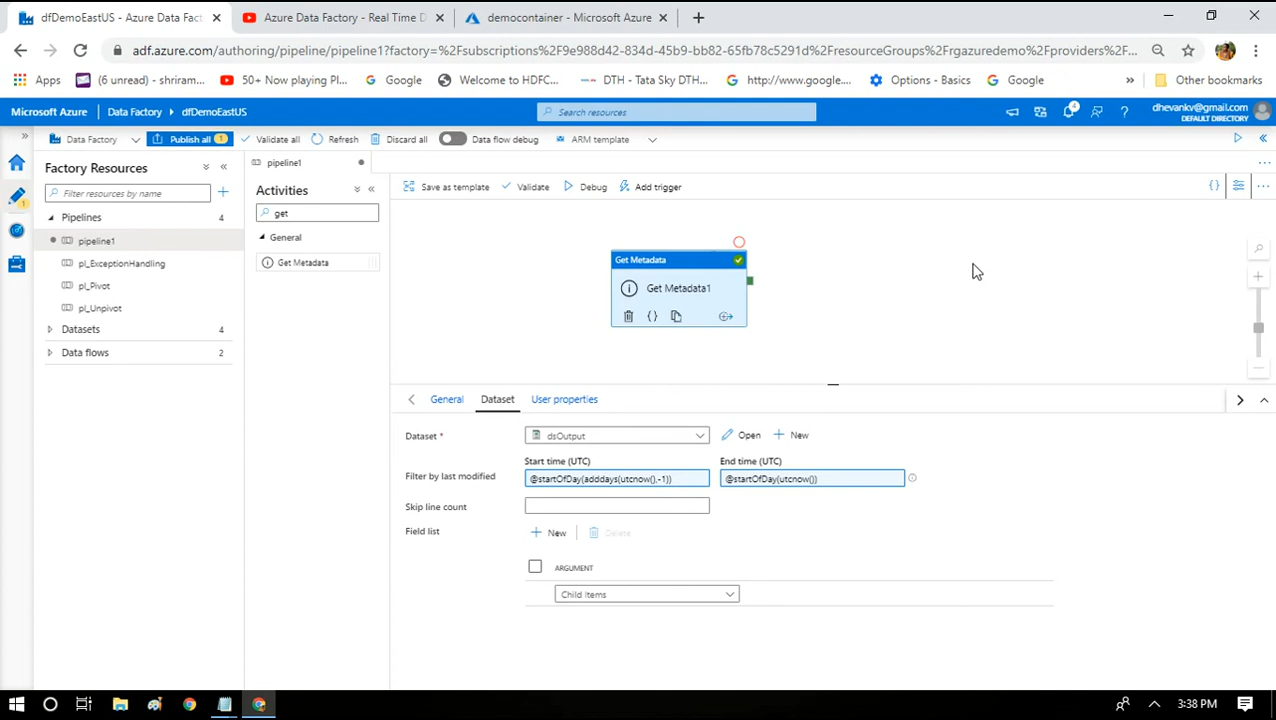 dfDemoEastUS - Azure Data Factory
Azure Data Factory - Real Time D
democontainer - Microsoft Azure
adf.azure.com/authoring/pipeline/pipeline1?factory=%2Fsubscriptions%2F9e988d42-834d-45b9-bb82-65fb78c5291d%2FresourceGroups%2Frgazuredemo%2Fproviders%2F...
Apps
(6 unread) - shriram...
50+ Now playing Pl...
Google
Welcome to HDFC...
DTH - Tata Sky DTH...
http://www.google....
Options - Basics
Google
Other bookmarks
Microsoft Azure
Data Factory
dfDemoEastUS
Search resources
4
dhevankv@gmail.com
DEFAULT DIRECTORY
Data Factory
Publish all 1
Validate all
Refresh
Discard all
Data flow debug
ARM template
Factory Resources
pipeline1
Filter resources by name
Activities
Save as template
Validate
Debug
Add trigger
Pipelines 4
get
pipeline1
General
pl_ExceptionHandling
Get Metadata
pl_Pivot
pl_Unpivot
Datasets 4
Data flows 2
Get Metadata
Get Metadata1
General
Dataset
User properties
Dataset *
dsOutput
Open
New
Start time (UTC)
End time (UTC)
Filter by last modified
@startOfDay(adddays(utcnow(),-1))
@startOfDay(utcnow())
Skip line count
Field list
New
Delete
ARGUMENT
Child Items
3:38 PM